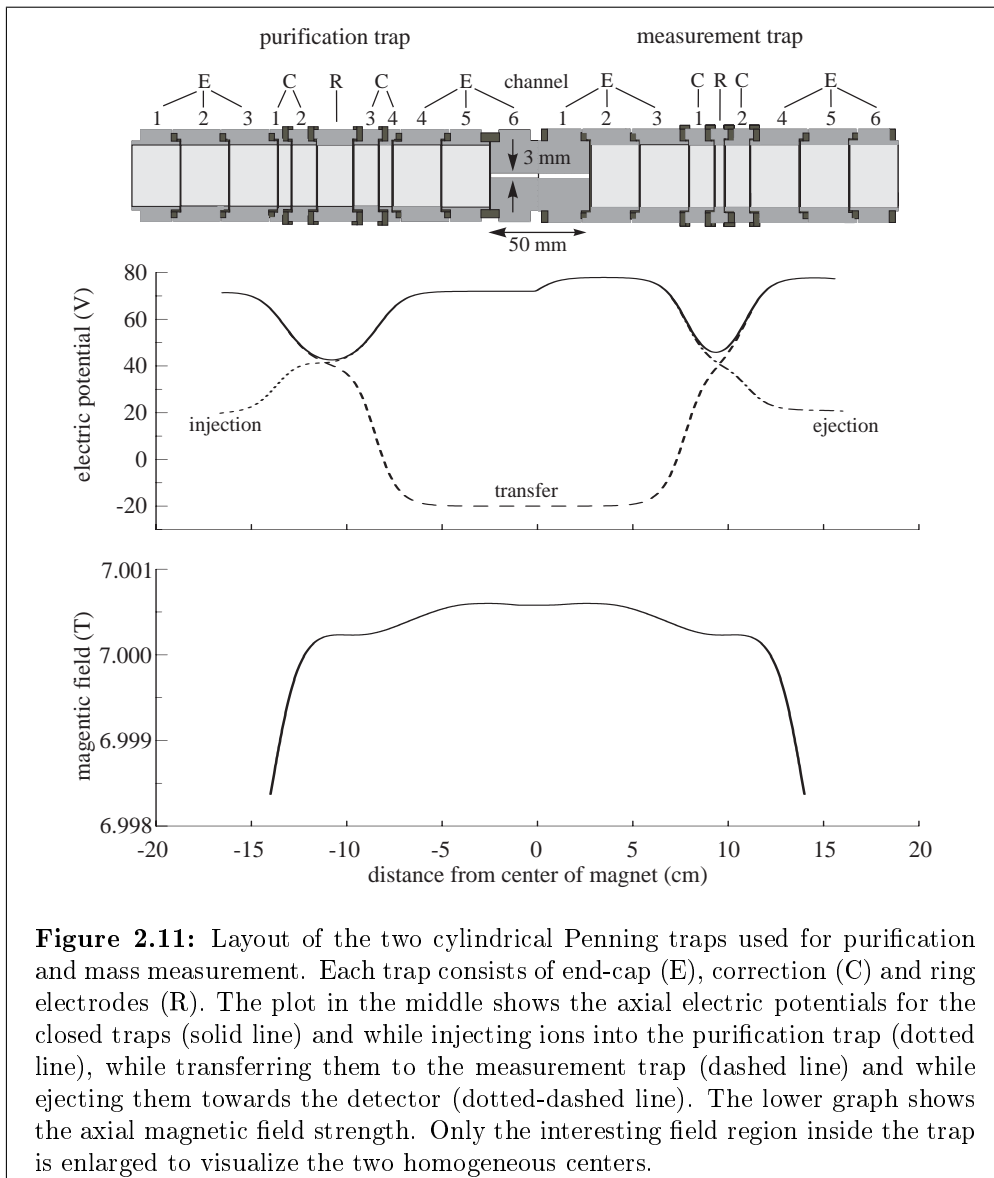 purification trap
measurement trap
E C R C E channel E C R C E
1 2 3 1 2 3 4 4 5 6 1 2 3 1 2 4 5 6
3 mm
50 mm
80
60
40
20
0
-20
electric potential (V)
injection
transfer
ejection
7.001
7.000
6.999
6.998
magentic field (T)
-20 -15 -10 -5 0 5 10 15 20
distance from center of magnet (cm)
Figure 2.11: Layout of the two cylindrical Penning traps used for purification
and mass measurement. Each trap consists of end-cap (E), correction (C) and ring
electrodes (R). The plot in the middle shows the axial electric potentials for the
closed traps (solid line) and while injecting ions into the purification trap (dotted
line), while transferring them to the measurement trap (dashed line) and while
ejecting them towards the detector (dotted-dashed line). The lower graph shows
the axial magnetic field strength. Only the interesting field region inside the trap
is enlarged to visualize the two homogeneous centers.